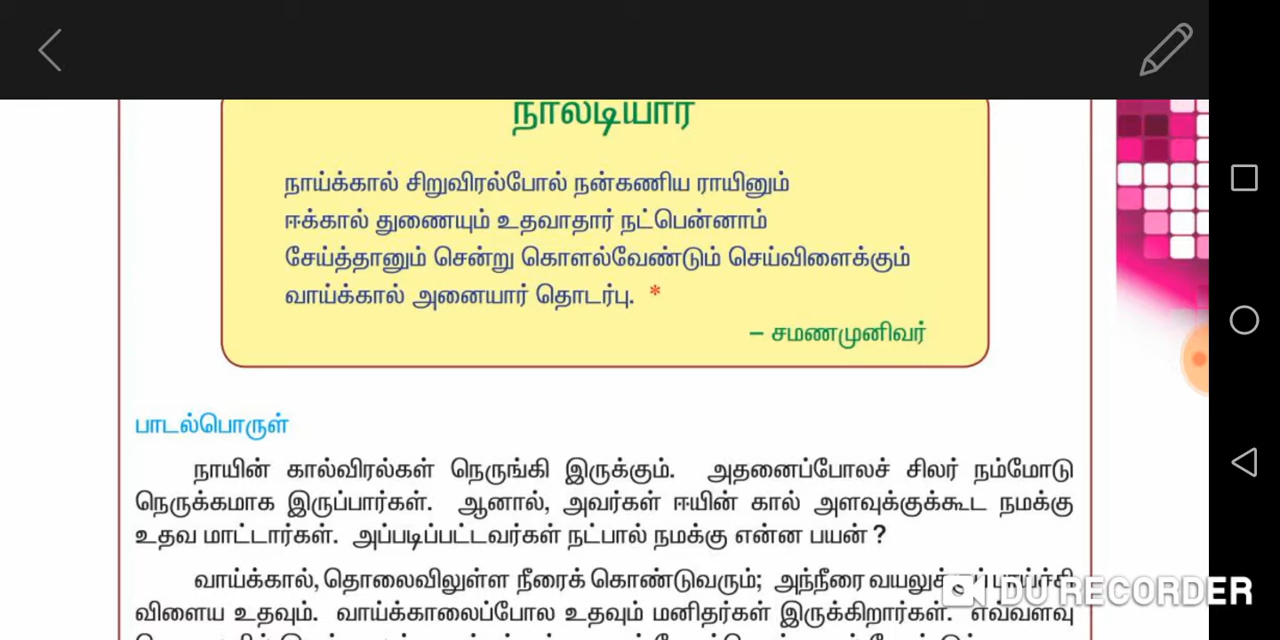 நாலடியார்
நாய்க்கால் சிறுவிரல்போல் நன்கணிய ராயினும்
ஈக்கால் துணையும் உதவாதார் நட்பென்னாம்
சேய்த்தானும் சென்று கொளல்வேண்டும் செய்விளைக்கும்
வாய்க்கால் அனையார் தொடர்பு. *
– சமணமுனிவர்
பாடல்பொருள்
நாயின் கால்விரல்கள் நெருங்கி இருக்கும். அதனைப்போலச் சிலர் நம்மோடு
நெருக்கமாக இருப்பார்கள். ஆனால், அவர்கள் ஈயின் கால் அளவுக்குக்கூட நமக்கு
உதவ மாட்டார்கள். அப்படிப்பட்டவர்கள் நட்பால் நமக்கு என்ன பயன் ?
வாய்க்கால், தொலைவிலுள்ள நீரைக் கொண்டுவரும்; அந்நீரை
விளைய உதவும். வாய்க்காலைப்போல உதவும் மனிதர்கள் இருக்கிறார்கள். எவ்வளவு
DU RECORDER